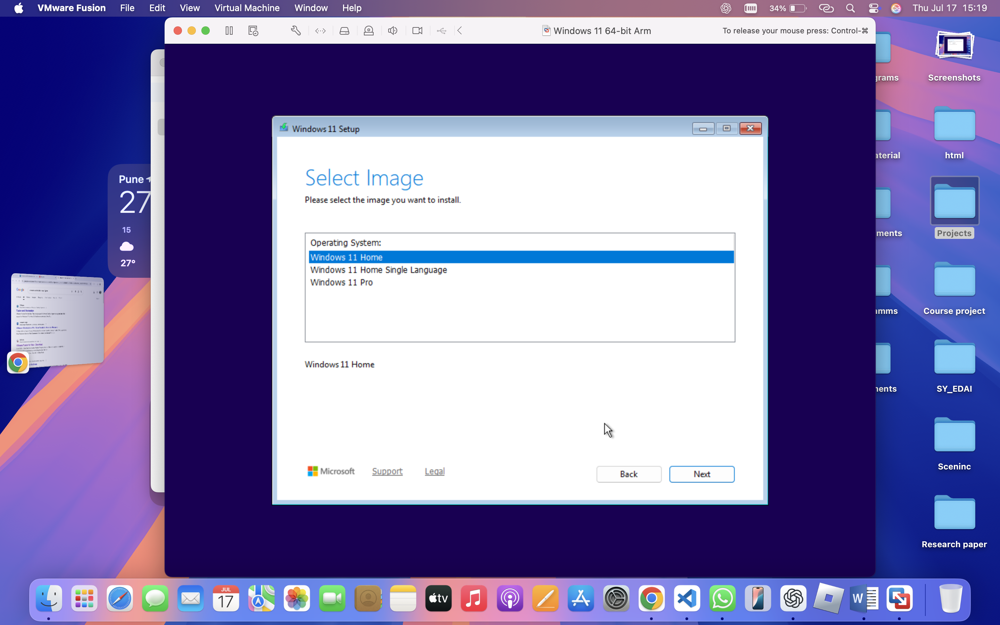 VMware Fusion File Edit View Virtual Machine Window Help 34% Thu Jul 17 15:19
Windows 11 64-bit Arm To release your mouse press: Control-⌘
Windows 11 Setup
Select Image
Please select the image you want to install.
Operating System:
Windows 11 Home
Windows 11 Home Single Language
Windows 11 Pro
Windows 11 Home
Microsoft Support Legal Back Next
Pune
27
15
27°
Google
grams
aterial
ments
amms
ents
Screenshots
html
Projects
Course project
SY_EDAI
Sceninc
Research paper
JUL
17
tv
W